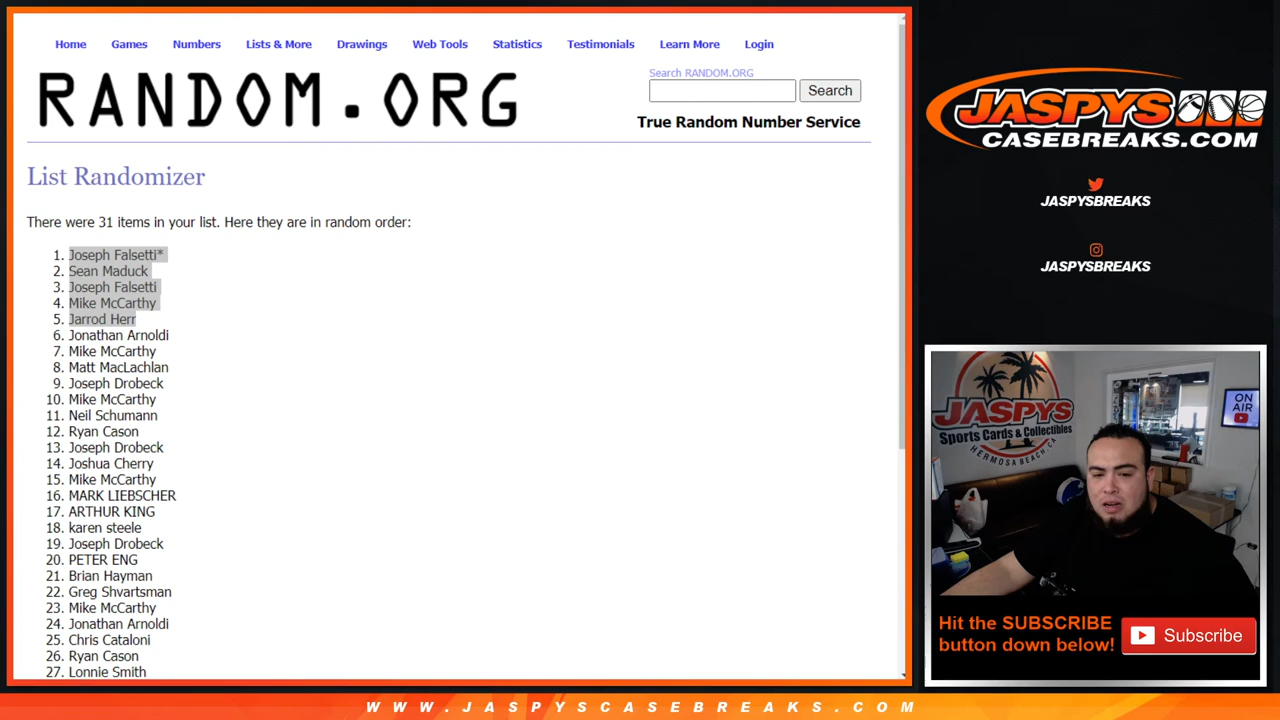 Home Games Numbers Lists & More Drawings Web Tools Statistics Testimonials Learn More Login
RANDOM.ORG
Search RANDOM.ORG
Search
True Random Number Service
List Randomizer
There were 31 items in your list. Here they are in random order:
1. Joseph Falsetti*
2. Sean Maduck
3. Joseph Falsetti
4. Mike McCarthy
5. Jarrod Herr
6. Jonathan Arnoldi
7. Mike McCarthy
8. Matt MacLachlan
9. Joseph Drobeck
10. Mike McCarthy
11. Neil Schumann
12. Ryan Cason
13. Joseph Drobeck
14. Joshua Cherry
15. Mike McCarthy
16. MARK LIEBSCHER
17. ARTHUR KING
18. karen steele
19. Joseph Drobeck
20. PETER ENG
21. Brian Hayman
22. Greg Shvartsman
23. Mike McCarthy
24. Jonathan Arnoldi
25. Chris Cataloni
26. Ryan Cason
27. Lonnie Smith
JASPYS
CASEBREAKS.COM
JASPYSBREAKS
JASPYSBREAKS
JASPYS
Sports Cards & Collectibles
HERMOSA BEACH, CA
ON
AIR
Hit the SUBSCRIBE
button down below!
Subscribe
WWW.JASPYSCASEBREAKS.COM